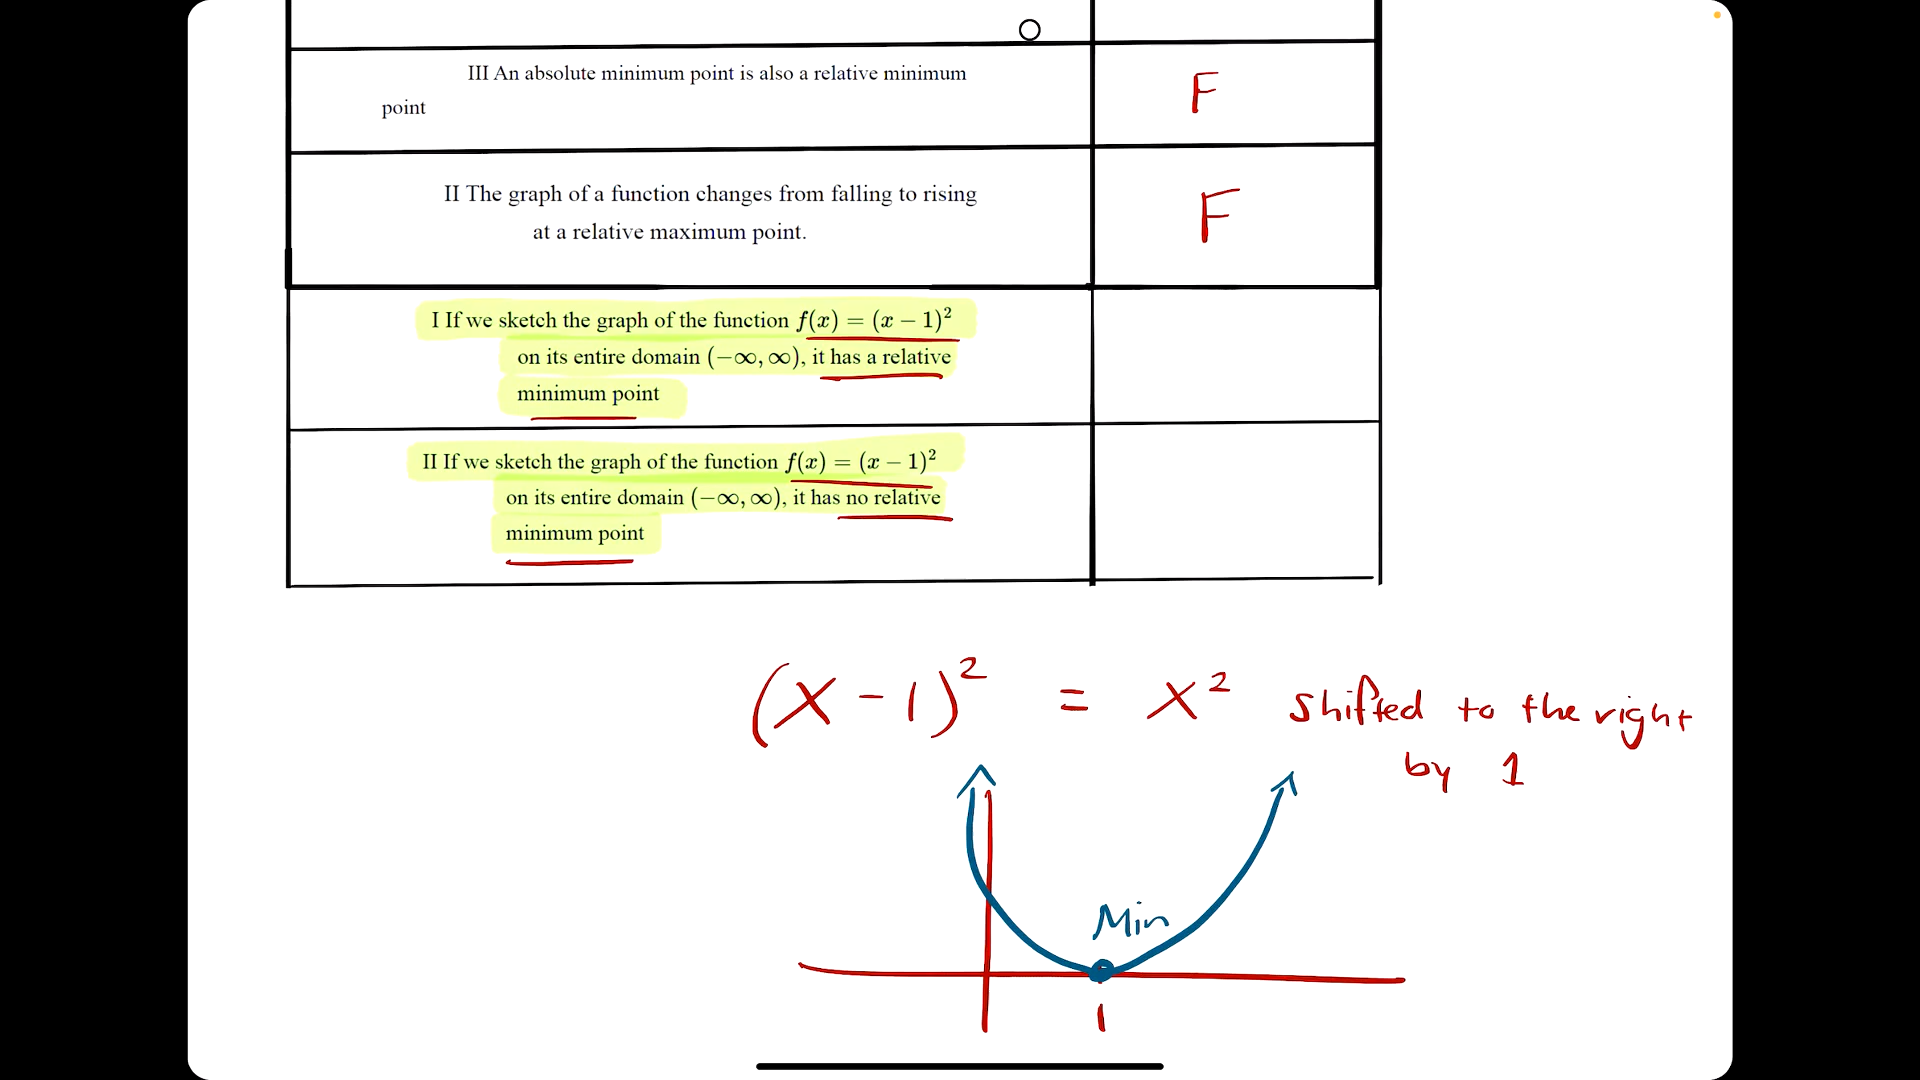 III An absolute minimum point is also a relative minimum
point
F
II The graph of a function changes from falling to rising
at a relative maximum point.
F
I If we sketch the graph of the function f(x) = (x − 1)²
on its entire domain (−∞, ∞), it has a relative
minimum point
II If we sketch the graph of the function f(x) = (x − 1)²
on its entire domain (−∞, ∞), it has no relative
minimum point
(x − 1)² = x² shifted to the right
by 1
Min
1